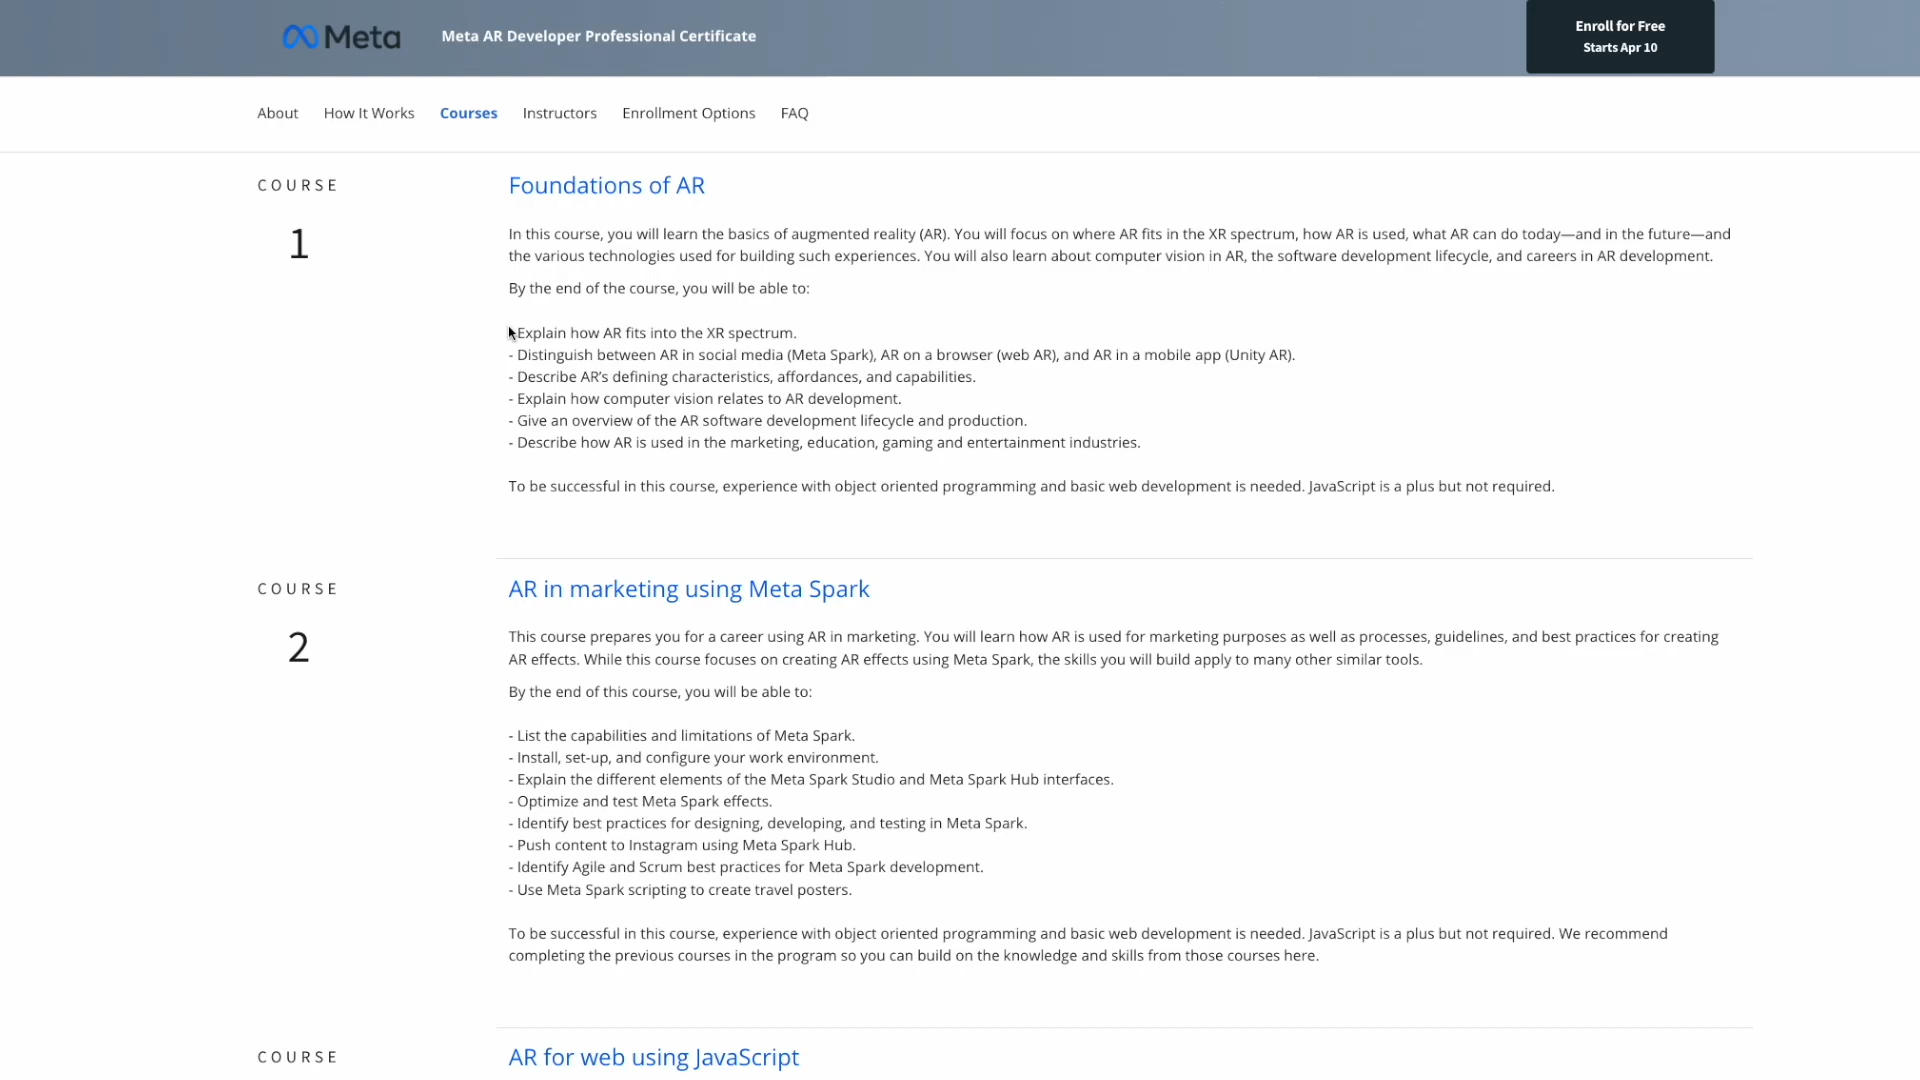 Meta
Meta AR Developer Professional Certificate
Enroll for Free
Starts Apr 10
About How It Works Courses Instructors Enrollment Options FAQ
COURSE
1
Foundations of AR
In this course, you will learn the basics of augmented reality (AR). You will focus on where AR fits in the XR spectrum, how AR is used, what AR can do today—and in the future—and
the various technologies used for building such experiences. You will also learn about computer vision in AR, the software development lifecycle, and careers in AR development.
By the end of the course, you will be able to:
Explain how AR fits into the XR spectrum.
- Distinguish between AR in social media (Meta Spark), AR on a browser (web AR), and AR in a mobile app (Unity AR).
- Describe AR’s defining characteristics, affordances, and capabilities.
- Explain how computer vision relates to AR development.
- Give an overview of the AR software development lifecycle and production.
- Describe how AR is used in the marketing, education, gaming and entertainment industries.
To be successful in this course, experience with object oriented programming and basic web development is needed. JavaScript is a plus but not required.
COURSE
2
AR in marketing using Meta Spark
This course prepares you for a career using AR in marketing. You will learn how AR is used for marketing purposes as well as processes, guidelines, and best practices for creating
AR effects. While this course focuses on creating AR effects using Meta Spark, the skills you will build apply to many other similar tools.
By the end of this course, you will be able to:
- List the capabilities and limitations of Meta Spark.
- Install, set-up, and configure your work environment.
- Explain the different elements of the Meta Spark Studio and Meta Spark Hub interfaces.
- Optimize and test Meta Spark effects.
- Identify best practices for designing, developing, and testing in Meta Spark.
- Push content to Instagram using Meta Spark Hub.
- Identify Agile and Scrum best practices for Meta Spark development.
- Use Meta Spark scripting to create travel posters.
To be successful in this course, experience with object oriented programming and basic web development is needed. JavaScript is a plus but not required. We recommend
completing the previous courses in the program so you can build on the knowledge and skills from those courses here.
COURSE
AR for web using JavaScript